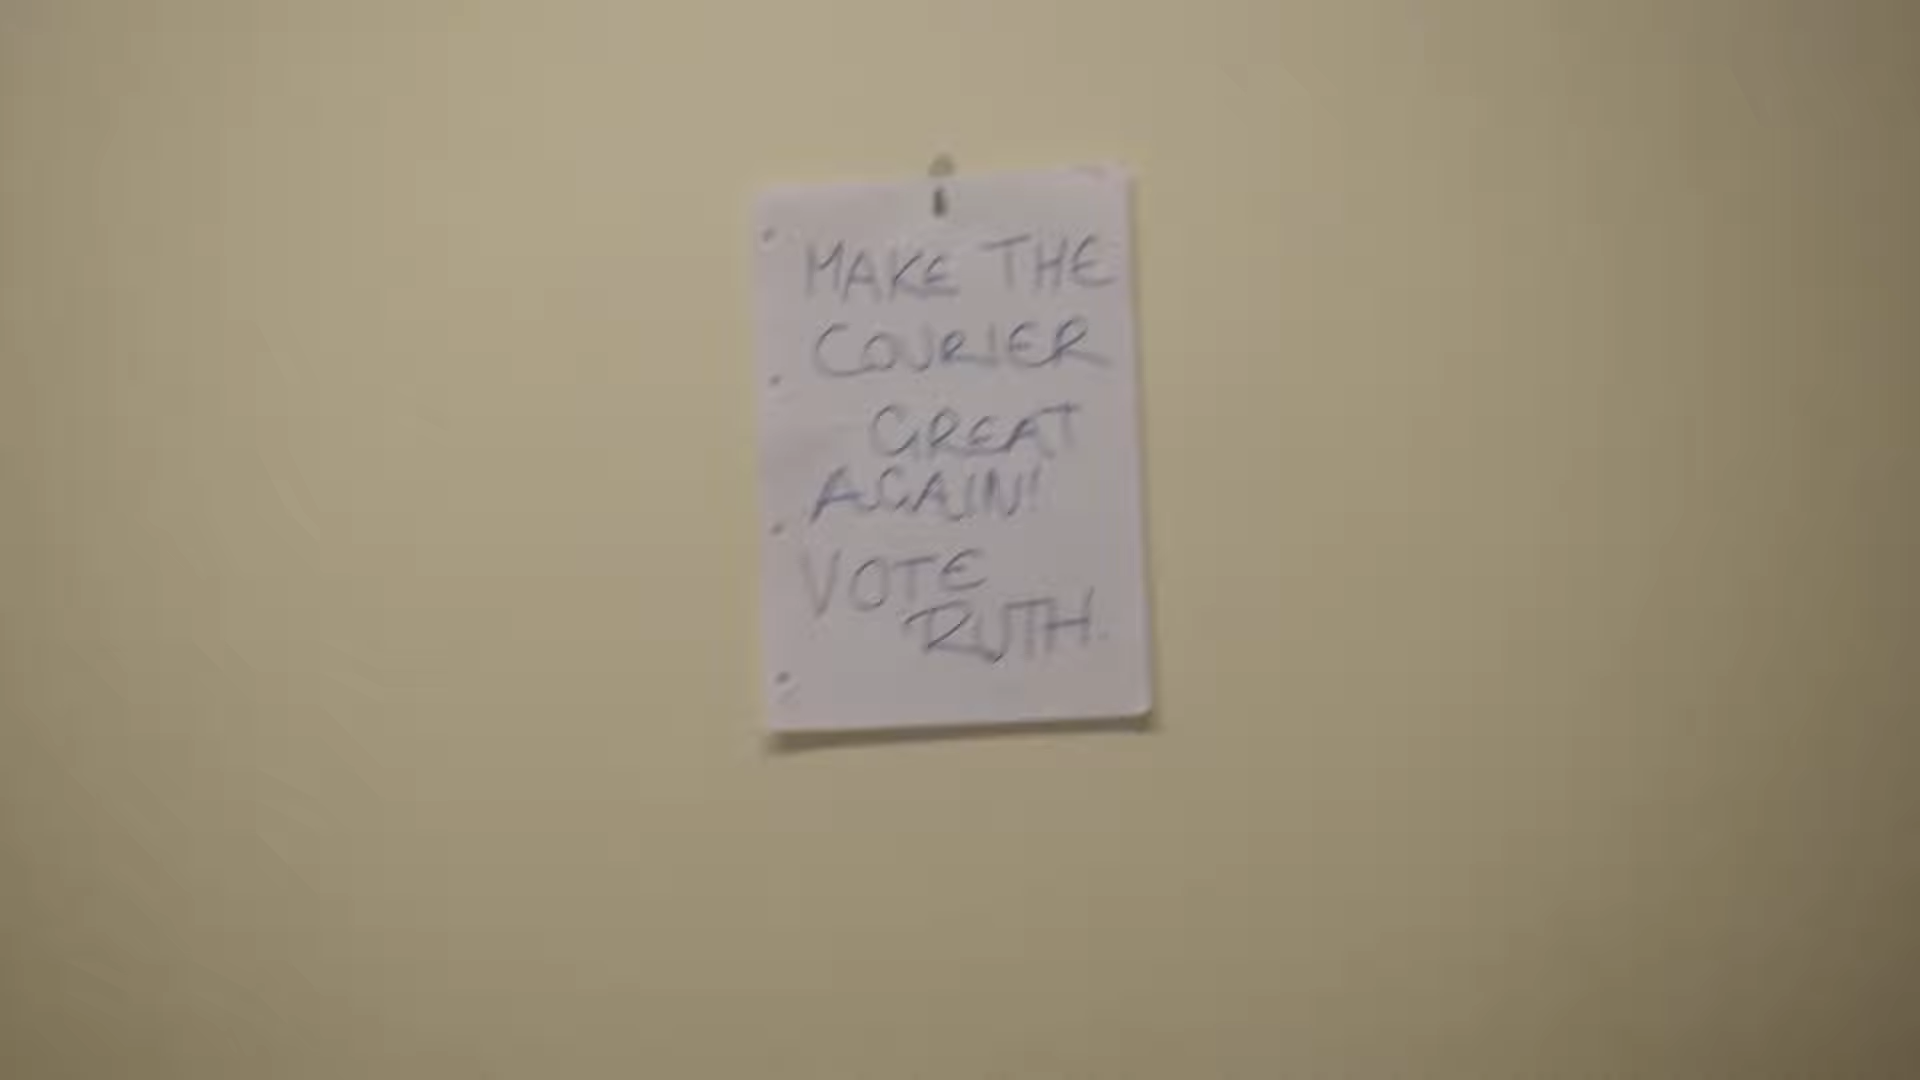 MAKE THE
COURIER
GREAT
AGAIN!
VOTE
RUTH.